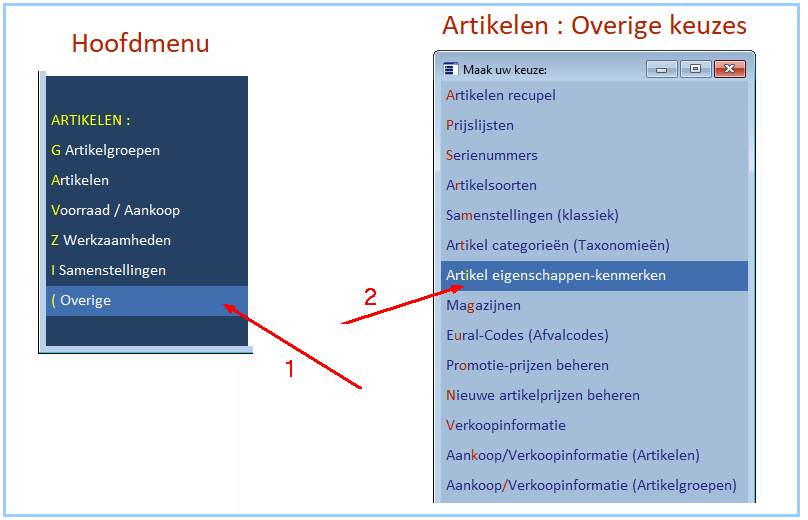 Hoofdmenu
ARTIKELEN :
G Artikelgroepen
Artikelen
Voorraad / Aankoop
Z Werkzaamheden
I Samenstellingen
( Overige
1
2
Artikelen : Overige keuzes
Maak uw keuze:
Artikelen recupel
Prijslijsten
Serienummers
Artikelsoorten
Samenstellingen (klassiek)
Artikel categorieën (Taxonomieën)
Artikel eigenschappen-kenmerken
Magazijnen
Eural-Codes (Afvalcodes)
Promotie-prijzen beheren
Nieuwe artikelprijzen beheren
Verkoopinformatie
Aankoop/Verkoopinformatie (Artikelen)
Aankoop/Verkoopinformatie (Artikelgroepen)